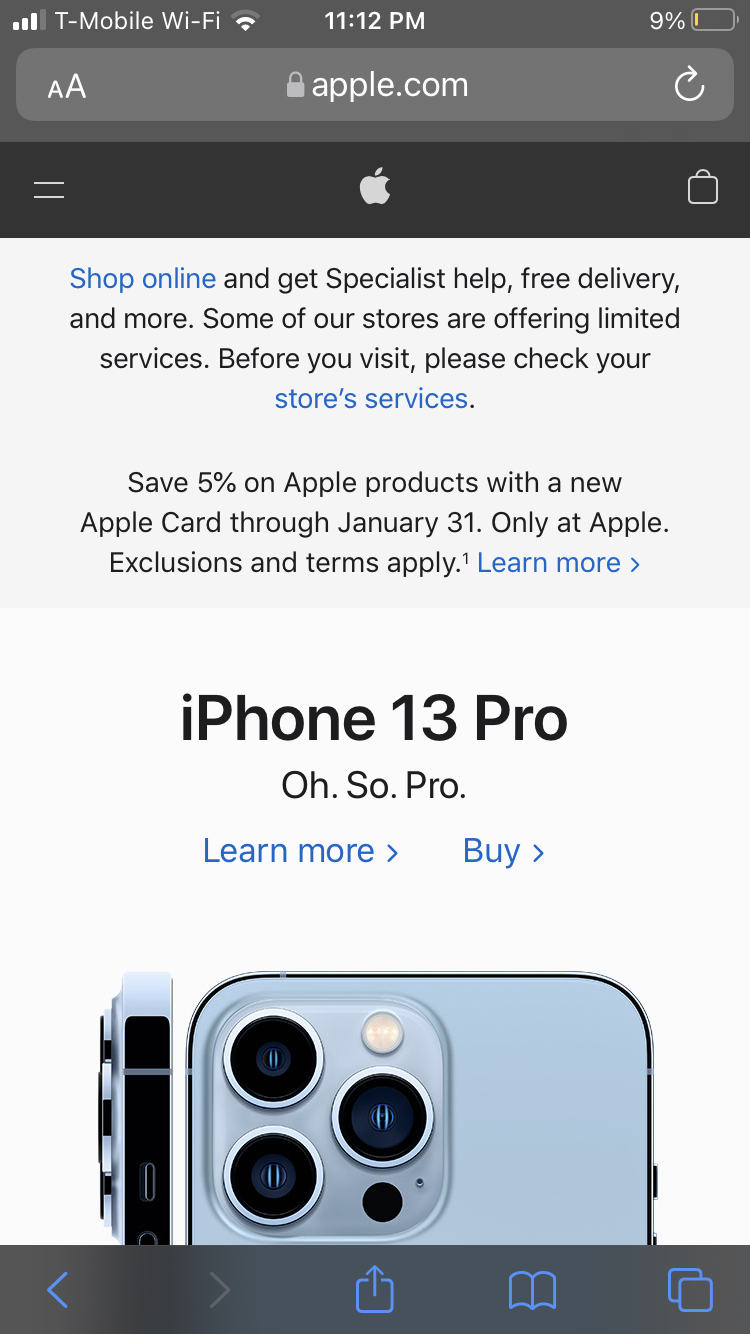 T-Mobile Wi-Fi 11:12 PM 9%
AA apple.com
Shop online and get Specialist help, free delivery,
and more. Some of our stores are offering limited
services. Before you visit, please check your
store’s services.
Save 5% on Apple products with a new
Apple Card through January 31. Only at Apple.
Exclusions and terms apply.¹ Learn more >
iPhone 13 Pro
Oh. So. Pro.
Learn more > Buy >